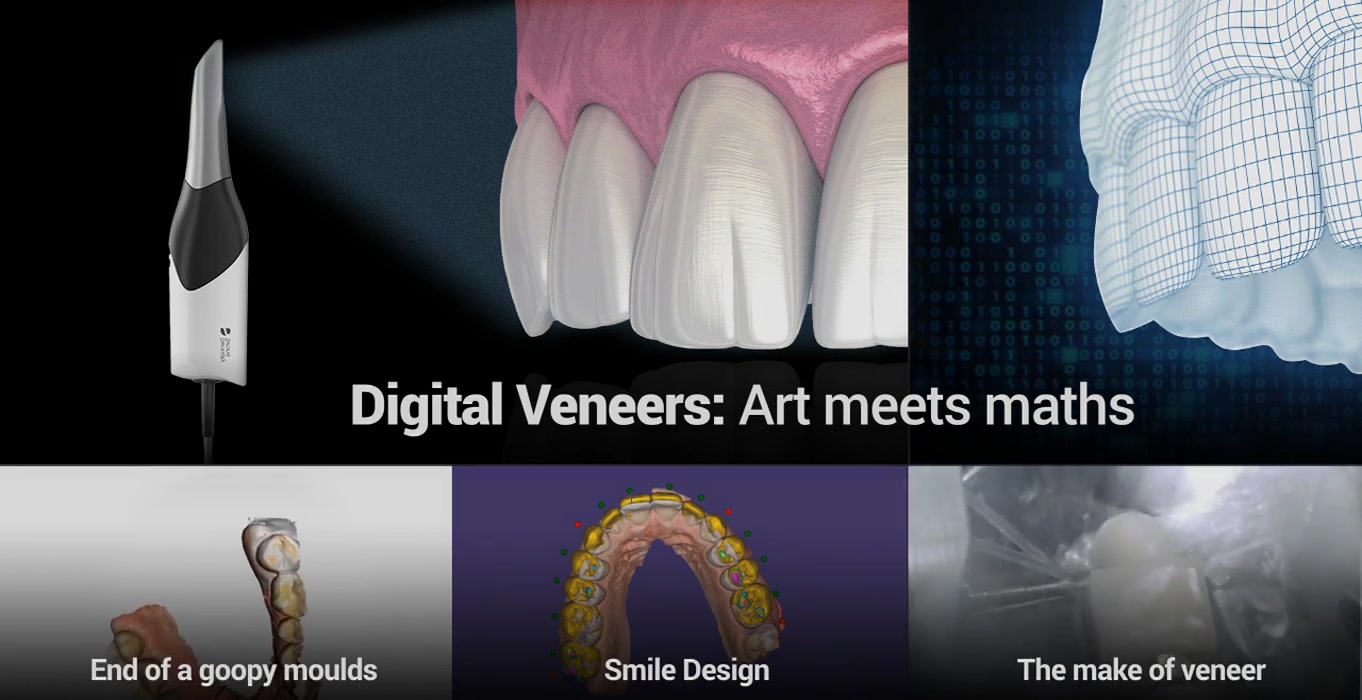 Digital Veneers: Art meets maths
End of a goopy moulds
Smile Design
The make of veneer